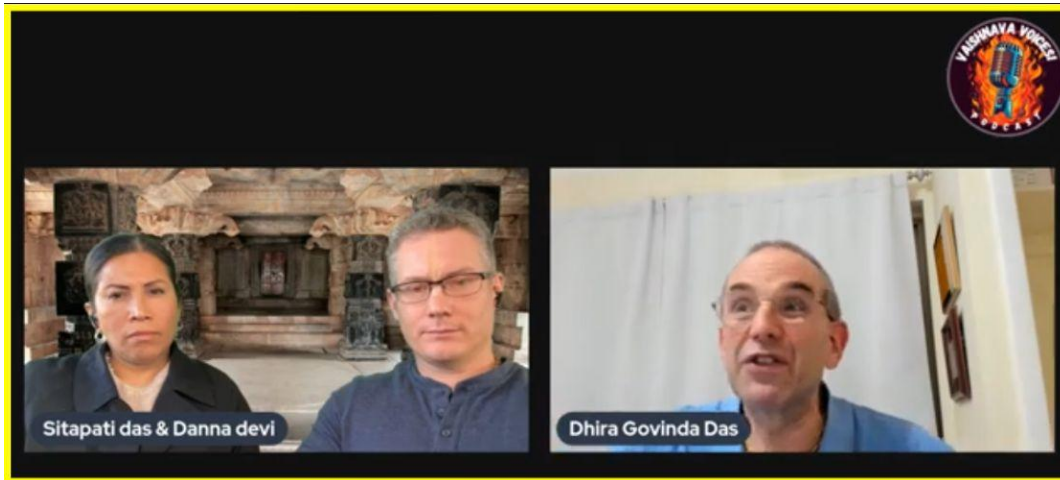 VAISHNAVA VOICES!
PODCAST
Sitapati das & Danna devi
Dhira Govinda Das